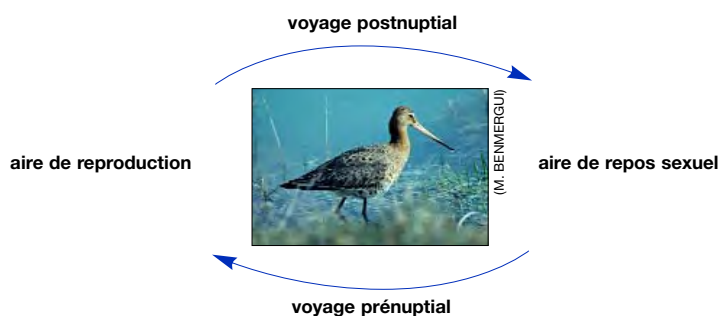 voyage postnuptial
(M. BENMERGUI)
aire de reproduction
aire de repos sexuel
voyage prénuptial